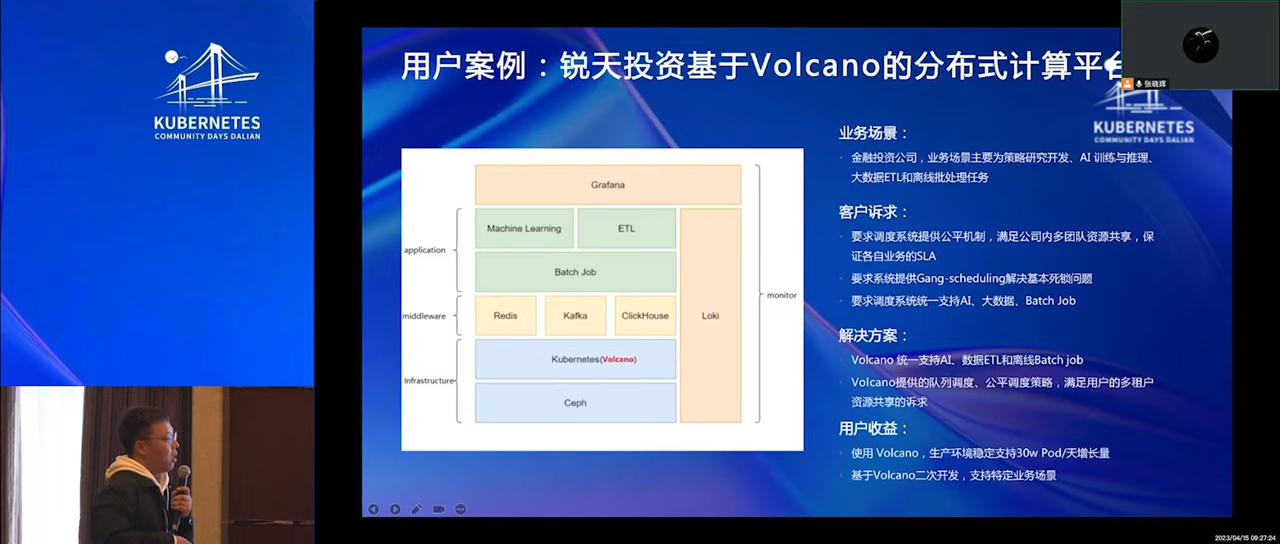 KUBERNETES
COMMUNITY DAYS DALIAN
用户案例：锐天投资基于Volcano的分布式计算平台
张晓辉
KUBERNETES
COMMUNITY DAYS DALIAN
Grafana
Machine Learning
ETL
application
Batch Job
middleware
Redis
Kafka
ClickHouse
Loki
monitor
Kubernetes(Volcano)
Infrastructure
Ceph
业务场景：
金融投资公司，业务场景主要为策略研究开发、AI 训练与推理、
大数据ETL和离线批处理任务
客户诉求：
要求调度系统提供公平机制，满足公司内多团队资源共享，保
证各自业务的SLA
要求系统提供Gang-scheduling解决基本死锁问题
要求调度系统统一支持AI、大数据、Batch Job
解决方案：
Volcano 统一支持AI、数据ETL和离线Batch job
Volcano提供的队列调度、公平调度策略，满足用户的多租户
资源共享的诉求
用户收益：
使用 Volcano，生产环境稳定支持30w Pod/天增长量
基于Volcano二次开发，支持特定业务场景
2023/04/15 09:27:24